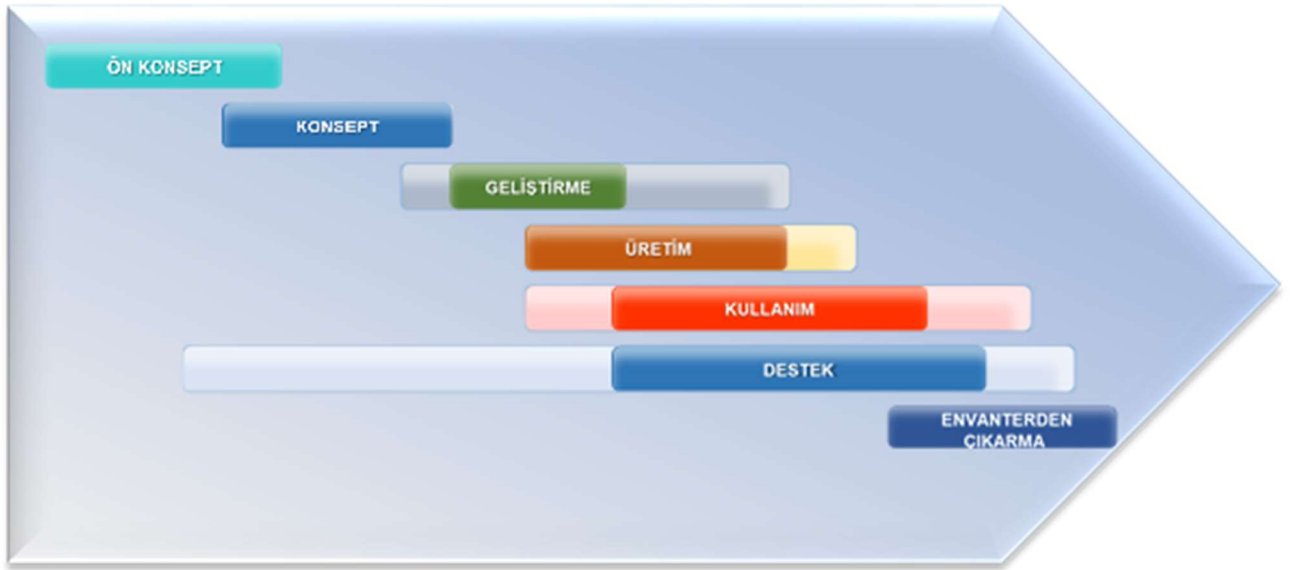 ÖN KONSEPT
KONSEPT
GELİŞTİRME
ÜRETİM
KULLANIM
DESTEK
ENVANTERDEN
ÇIKARMA